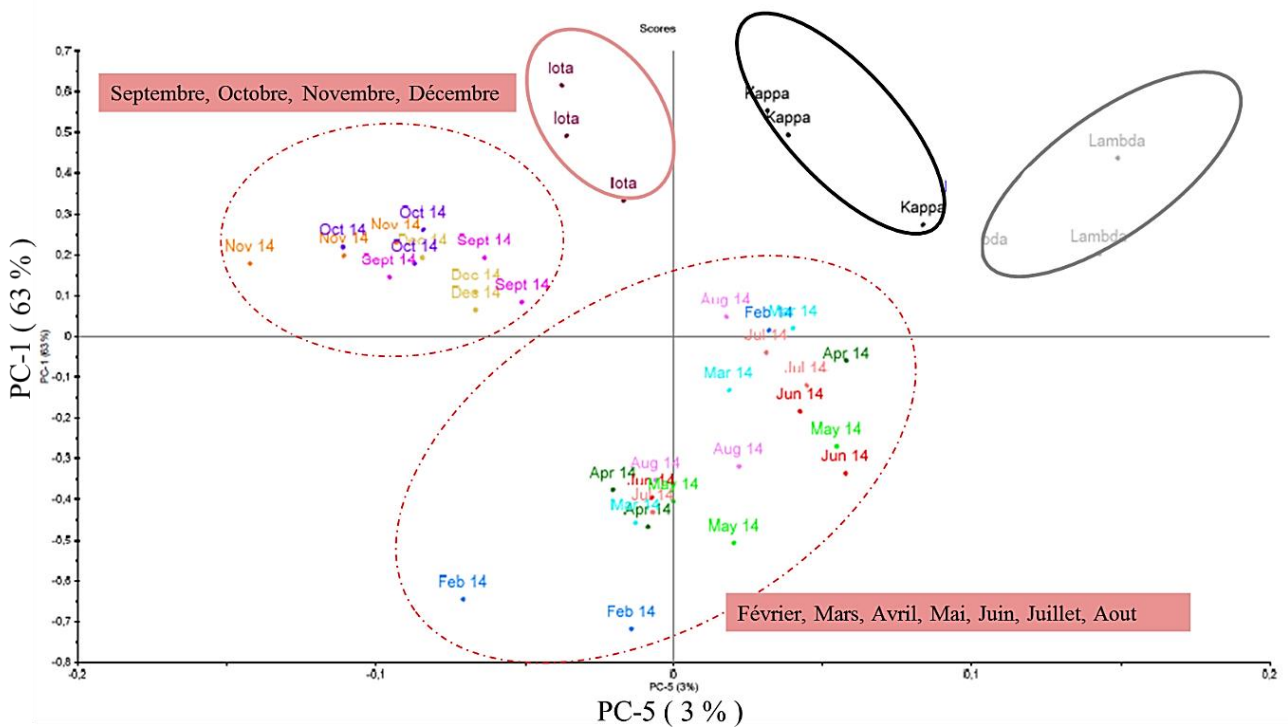 Scores
0,7
0,6
0,5
0,4
0,3
0,2
0,1
0
-0,1
-0,2
-0,3
-0,4
-0,5
-0,6
-0,7
-0,8
PC-1 ( 63 % )
PC-1 (63%)
Septembre, Octobre, Novembre, Décembre
Iota
Iota
Iota
Kappa
Kappa
Kappa
Lambda
Lambda
Oct 14
Oct 14
Nov 14
Nov 14
Nov 14
Oct 14
Dec 14
Sept 14
Sept 14
Dec 14
Dec 14
Sept 14
Aug 14
Feb 14
Mar 14
Jul 14
Apr 14
Mar 14
Jul 14
Jun 14
May 14
Aug 14
Jun 14
Aug 14
Apr 14
Jun 14
May 14
Jul 14
Mar 14
Apr 14
May 14
Feb 14
Feb 14
Février, Mars, Avril, Mai, Juin, Juillet, Aout
-0,2
-0,1
0
0,1
0,2
PC-5 (3%)
PC-5 ( 3 % )